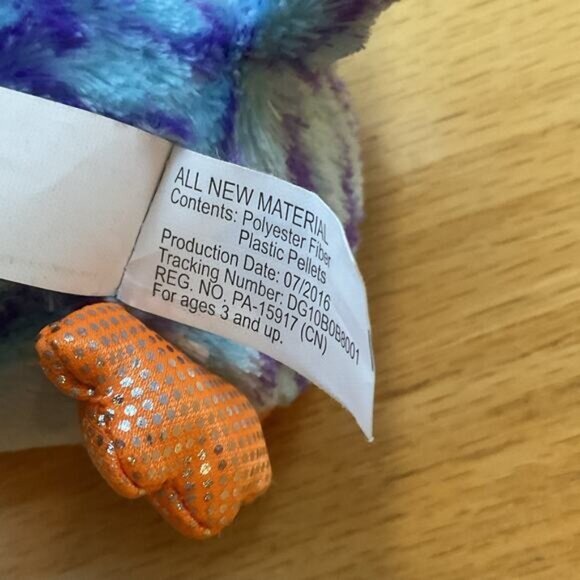 ALL NEW MATERIAL
Contents: Polyester Fiber
Plastic Pellets
Production Date: 07/2016
Tracking Number: DG10B0B8001
REG. NO. PA-15917 (CN)
For ages 3 and up.